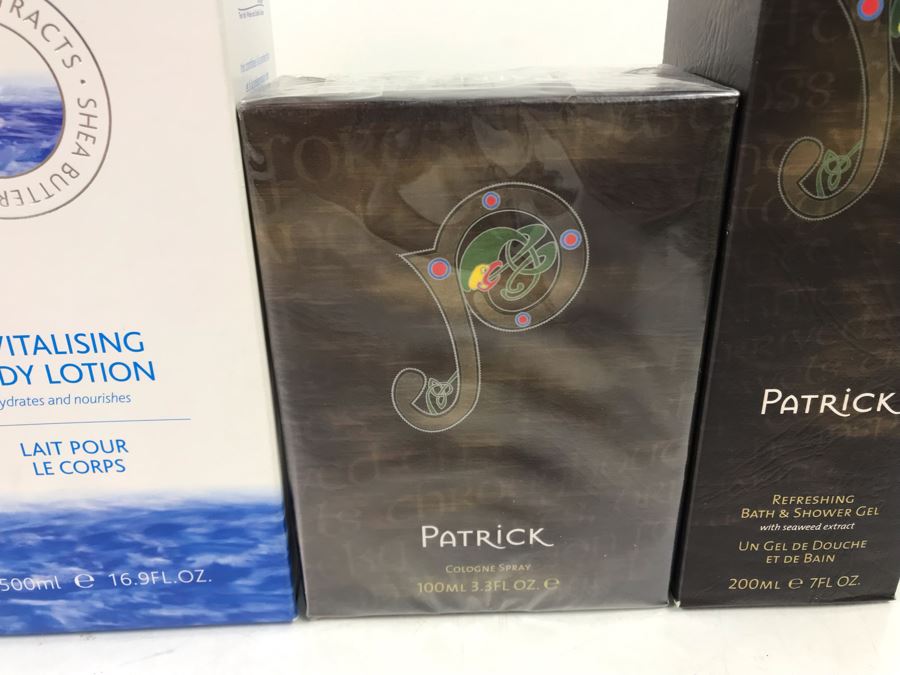 TRACTS · SHEA BUTTER
VITALISING
DY LOTION
ydrates and nourishes
LAIT POUR
LE CORPS
500ml ℮ 16.9FL.OZ.
P
PATRICK
COLOGNE SPRAY
100ML 3.3FL OZ. ℮
PATRICK
REFRESHING
BATH & SHOWER GEL
with seaweed extract
UN GEL DE DOUCHE
ET DE BAIN
200ML ℮ 7FL OZ.